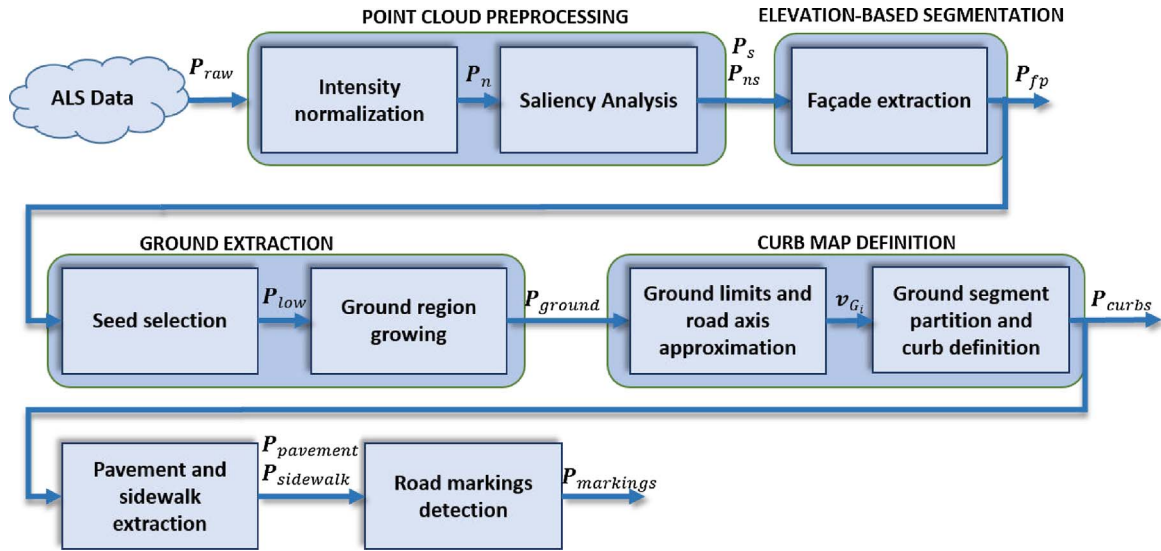 POINT CLOUD PREPROCESSING
ELEVATION-BASED SEGMENTATION
ALS Data
P_raw
Intensity
normalization
P_n
Saliency Analysis
P_s
P_ns
Façade extraction
P_fp
GROUND EXTRACTION
CURB MAP DEFINITION
Seed selection
P_low
Ground region
growing
P_ground
Ground limits and
road axis
approximation
v_{G_i}
Ground segment
partition and
curb definition
P_curbs
Pavement and
sidewalk
extraction
P_pavement
P_sidewalk
Road markings
detection
P_markings